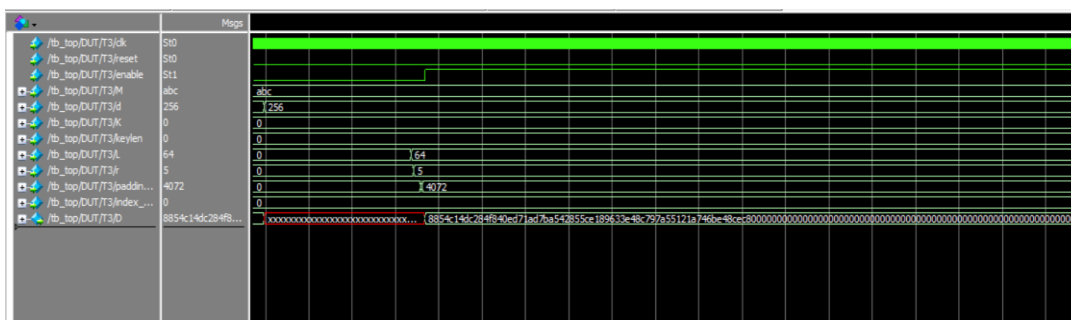 Msgs
/tb_top/DUT/T3/clk St0
/tb_top/DUT/T3/reset St0
/tb_top/DUT/T3/enable St1
/tb_top/DUT/T3/M abc abc
/tb_top/DUT/T3/d 256 256
/tb_top/DUT/T3/K 0 0
/tb_top/DUT/T3/keylen 0 0
/tb_top/DUT/T3/L 64 0 64
/tb_top/DUT/T3/r 5 0 5
/tb_top/DUT/T3/paddin... 4072 0 4072
/tb_top/DUT/T3/index_... 0 0
/tb_top/DUT/T3/D 8854c14dc284f8...